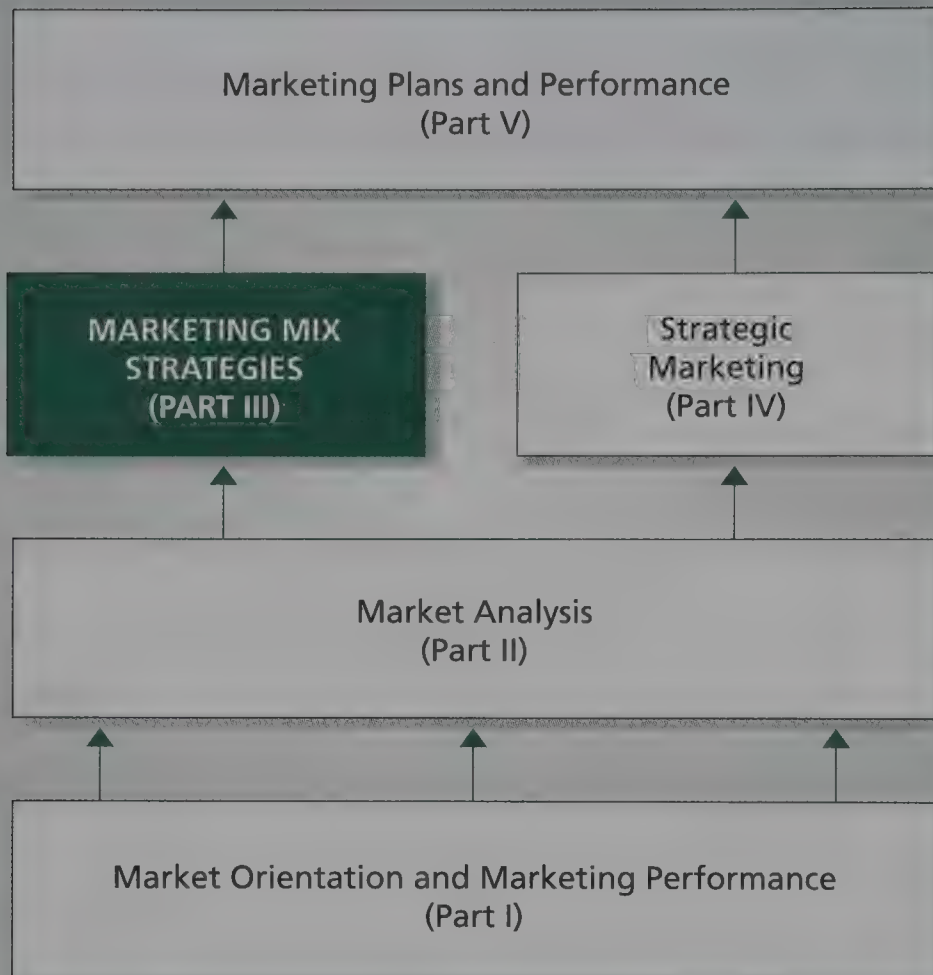 Marketing Plans and Performance
(Part V)
MARKETING MIX
STRATEGIES
(PART III)
Strategic
Marketing
(Part IV)
Market Analysis
(Part II)
Market Orientation and Marketing Performance
(Part I)